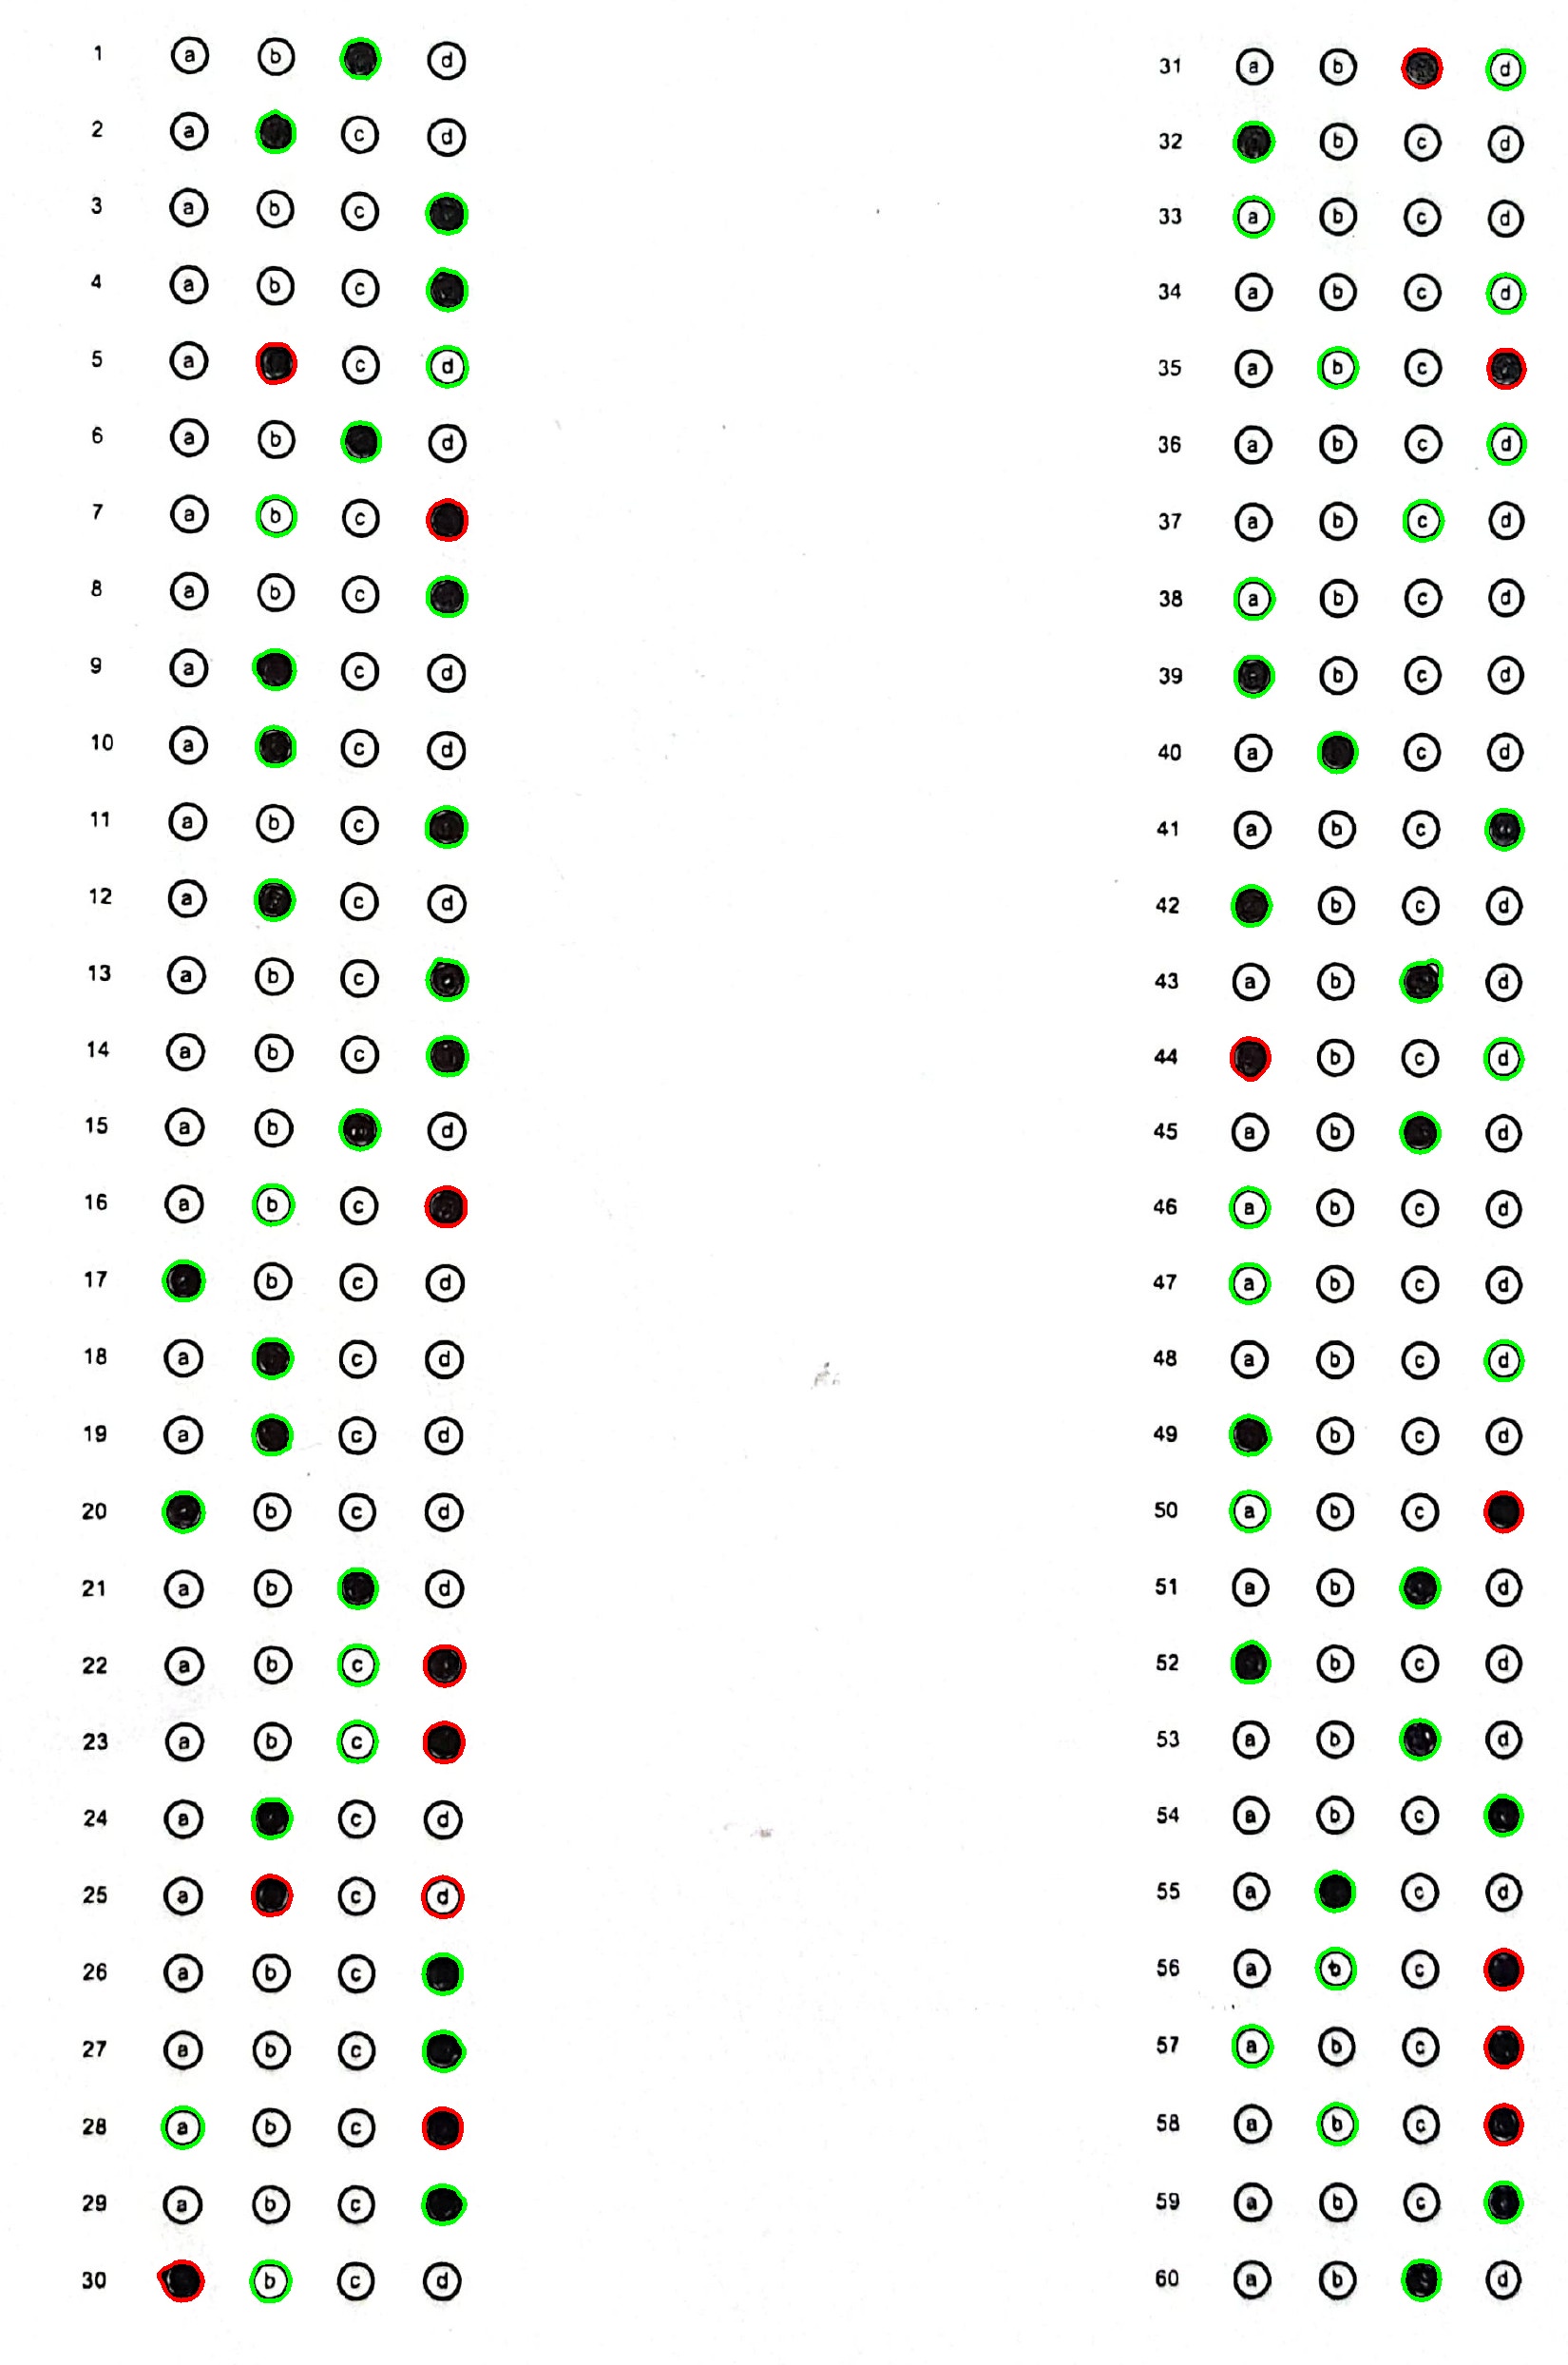 1 a b d
2 a c d
3 a b c
4 a b c
5 a c d
6 a b d
7 a b c
8 a b c
9 a c d
10 a c d
11 a b c
12 a c d
13 a b c
14 a b c
15 a b d
16 a b c
17 b c d
18 a c d
19 a c d
20 b c d
21 a b d
22 a b c
23 a b c
24 a c d
25 a c d
26 a b c
27 a b c
28 a b c
29 a b c
30 b c d
31 a b d
32 b c d
33 a b c d
34 a b c d
35 a b c
36 a b c d
37 a b c d
38 a b c d
39 b c d
40 a c d
41 a b c
42 b c d
43 a b d
44 b c d
45 a b d
46 a b c d
47 a b c d
48 a b c d
49 b c d
50 a b c
51 a b d
52 b c d
53 a b d
54 a b c
55 a c d
56 a b c
57 a b c
58 a b c
59 a b c
60 a b d